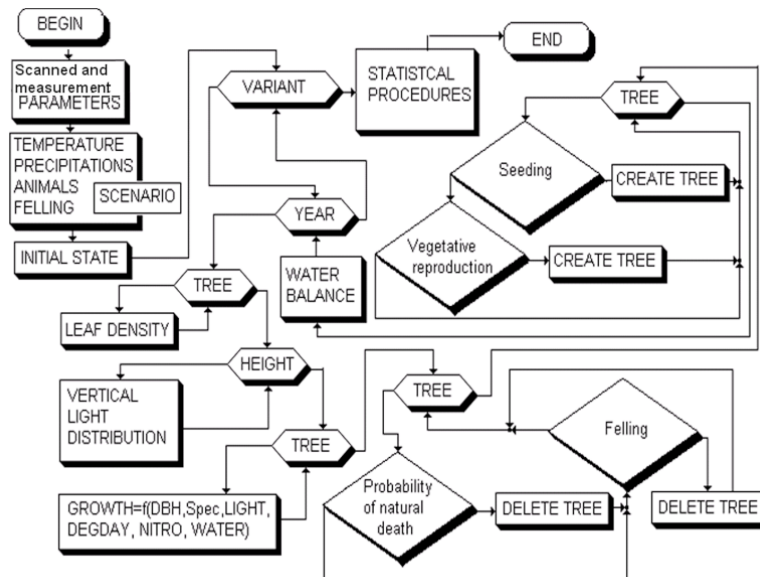 BEGIN
Scanned and
measurement
PARAMETERS
TEMPERATURE
PRECIPITATIONS
ANIMALS
FELLING
SCENARIO
INITIAL STATE
VARIANT
STATISTCAL
PROCEDURES
END
YEAR
WATER
BALANCE
TREE
LEAF DENSITY
HEIGHT
VERTICAL
LIGHT
DISTRIBUTION
TREE
GROWTH=f(DBH,Spec,LIGHT,
DEGDAY, NITRO, WATER)
TREE
Probability
of natural
death
DELETE TREE
Felling
DELETE TREE
TREE
Seeding
CREATE TREE
Vegetative
reproduction
CREATE TREE